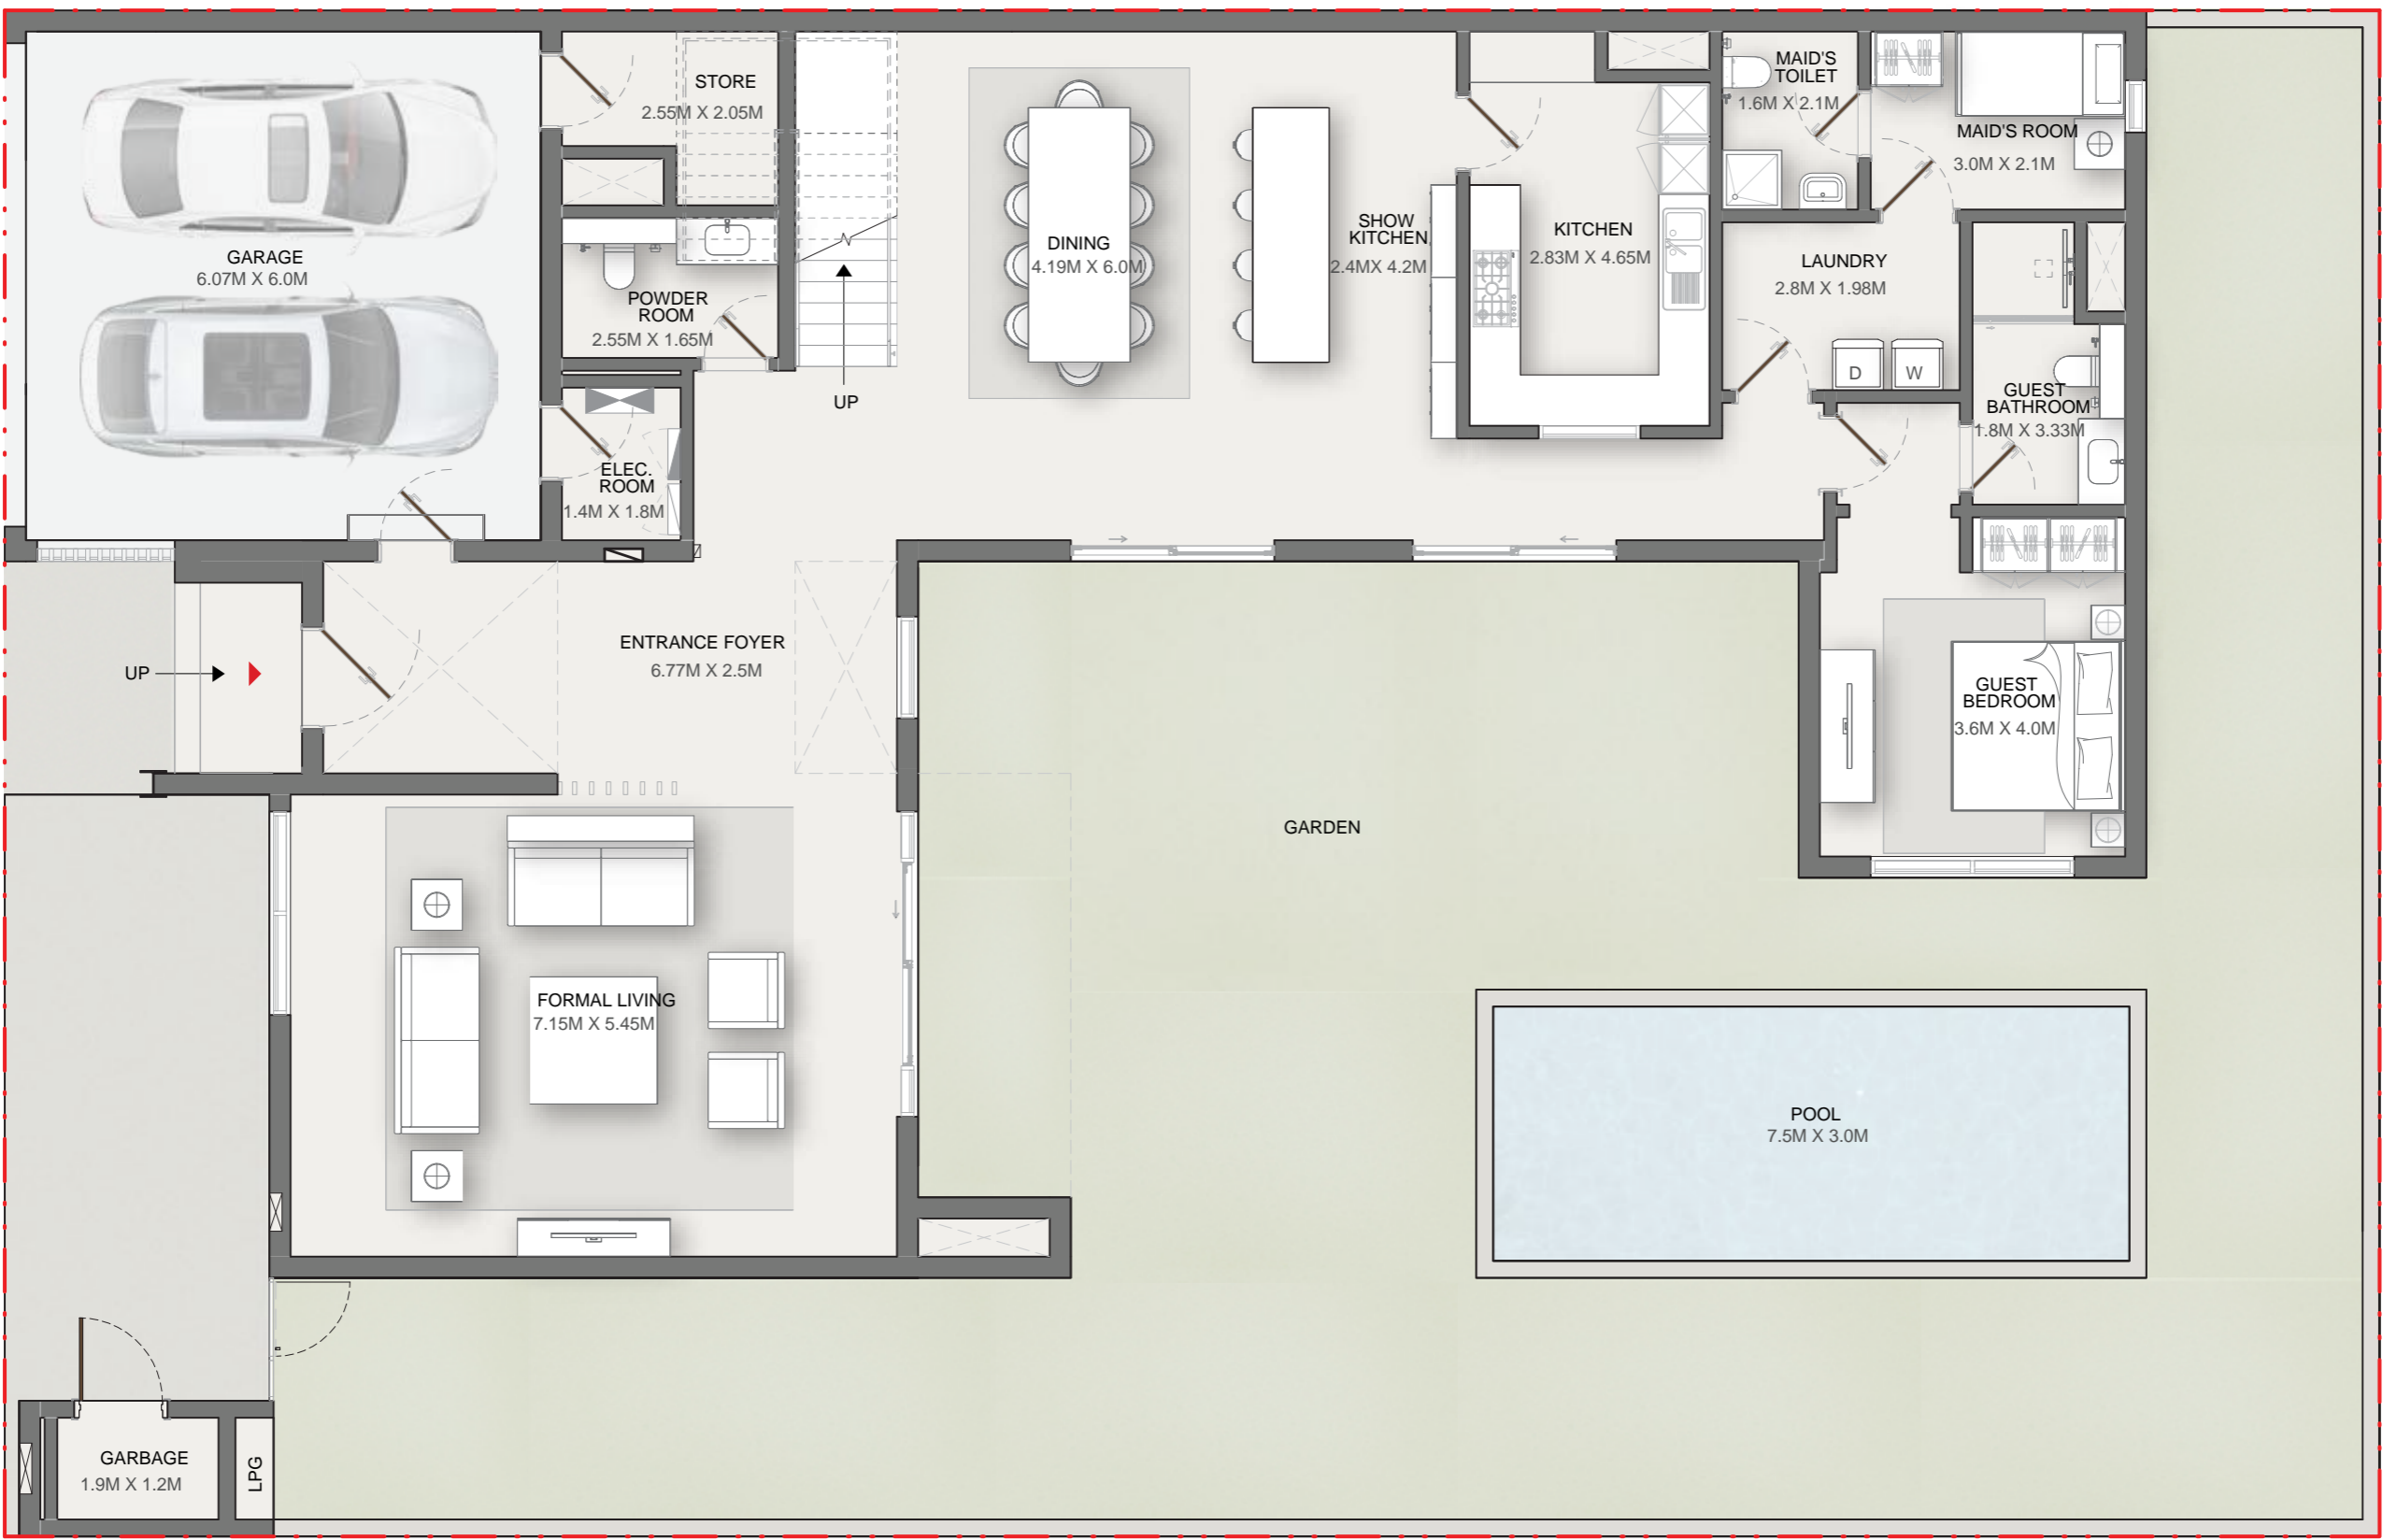 STORE
2.55M X 2.05M
GARAGE
6.07M X 6.0M
POWDER
ROOM
2.55M X 1.65M
UP
ELEC.
ROOM
1.4M X 1.8M
DINING
4.19M X 6.0M
SHOW
KITCHEN
2.4MX 4.2M
KITCHEN
2.83M X 4.65M
MAID'S
TOILET
1.6M X 2.1M
MAID'S ROOM
3.0M X 2.1M
LAUNDRY
2.8M X 1.98M
D
W
GUEST
BATHROOM
1.8M X 3.33M
UP
ENTRANCE FOYER
6.77M X 2.5M
GUEST
BEDROOM
3.6M X 4.0M
GARDEN
FORMAL LIVING
7.15M X 5.45M
POOL
7.5M X 3.0M
GARBAGE
1.9M X 1.2M
LPG